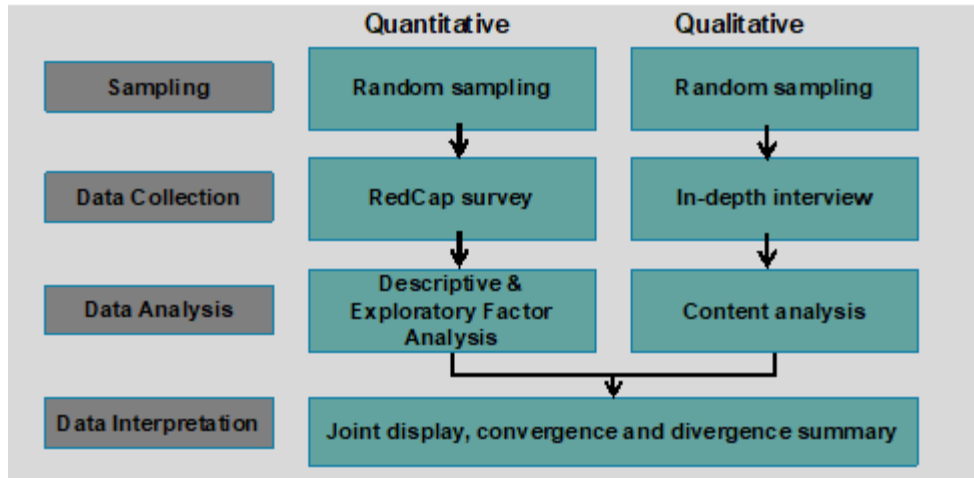 Quantitative
Qualitative
Sampling
Random sampling
Random sampling
Data Collection
RedCap survey
In-depth interview
Data Analysis
Descriptive &
Exploratory Factor
Analysis
Content analysis
Data Interpretation
Joint display, convergence and divergence summary